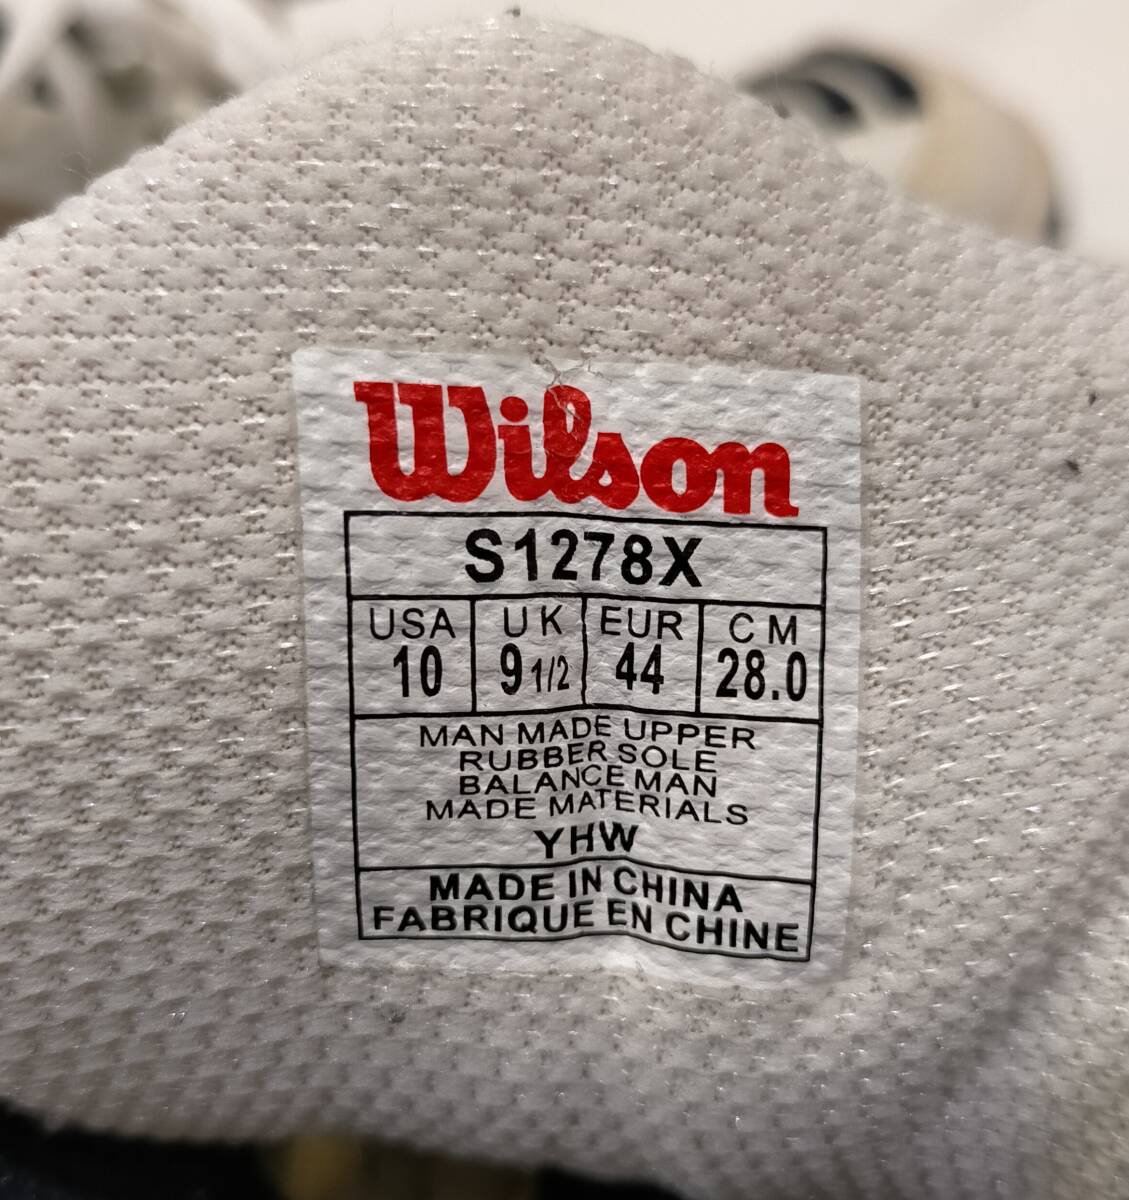 Wilson
S1278X
USA UK EUR CM
10 9 1/2 44 28.0
MAN MADE UPPER
RUBBER SOLE
BALANCE MAN
MADE MATERIALS
YHW
MADE IN CHINA
FABRIQUE EN CHINE